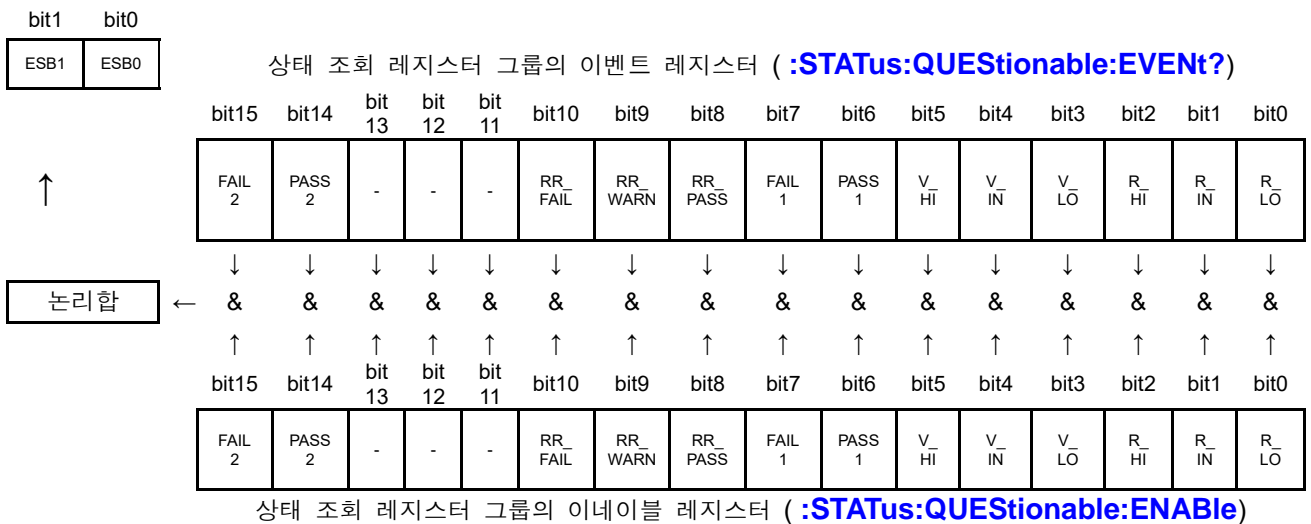 bit1 bit0
ESB1 ESB0
상태 조회 레지스터 그룹의 이벤트 레지스터 ( :STATus:QUEStionable:EVENt?)
bit15 bit14 bit 13 bit 12 bit 11 bit10 bit9 bit8 bit7 bit6 bit5 bit4 bit3 bit2 bit1 bit0
↑ FAIL 2 PASS 2 - - - RR_ FAIL RR_ WARN RR_ PASS FAIL 1 PASS 1 V_ HI V_ IN V_ LO R_ HI R_ IN R_ LO
↓ ↓ ↓ ↓ ↓ ↓ ↓ ↓ ↓ ↓ ↓ ↓ ↓ ↓ ↓ ↓
논리합 ← & & & & & & & & & & & & & & & &
↑ ↑ ↑ ↑ ↑ ↑ ↑ ↑ ↑ ↑ ↑ ↑ ↑ ↑ ↑ ↑
bit15 bit14 bit 13 bit 12 bit 11 bit10 bit9 bit8 bit7 bit6 bit5 bit4 bit3 bit2 bit1 bit0
FAIL 2 PASS 2 - - - RR_ FAIL RR_ WARN RR_ PASS FAIL 1 PASS 1 V_ HI V_ IN V_ LO R_ HI R_ IN R_ LO
상태 조회 레지스터 그룹의 이네이블 레지스터 ( :STATus:QUEStionable:ENABle)